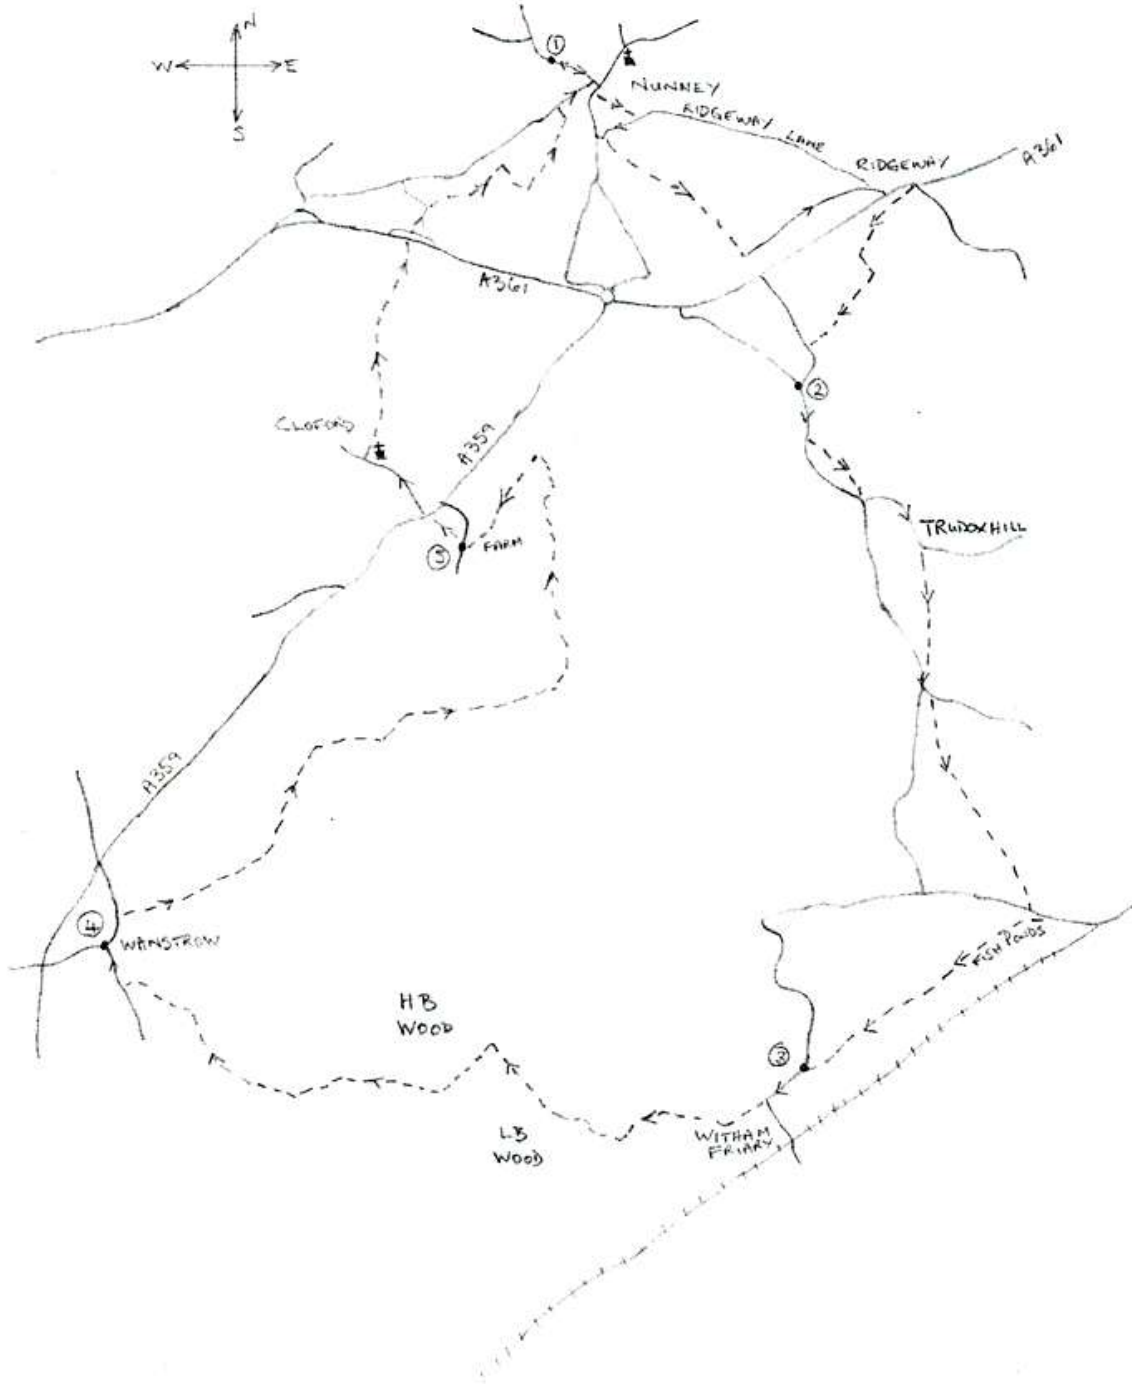 N
W E
S
①
NUNNEY
RIDGEWAY LANE
RIDGEWAY
A361
A361
②
CLOFORD
A359
⑤
FARM
TRUDOXHILL
A359
④
WANSTROW
FISH PONDS
HB
WOOD
③
LB
WOOD
WITHAM
FRIARY